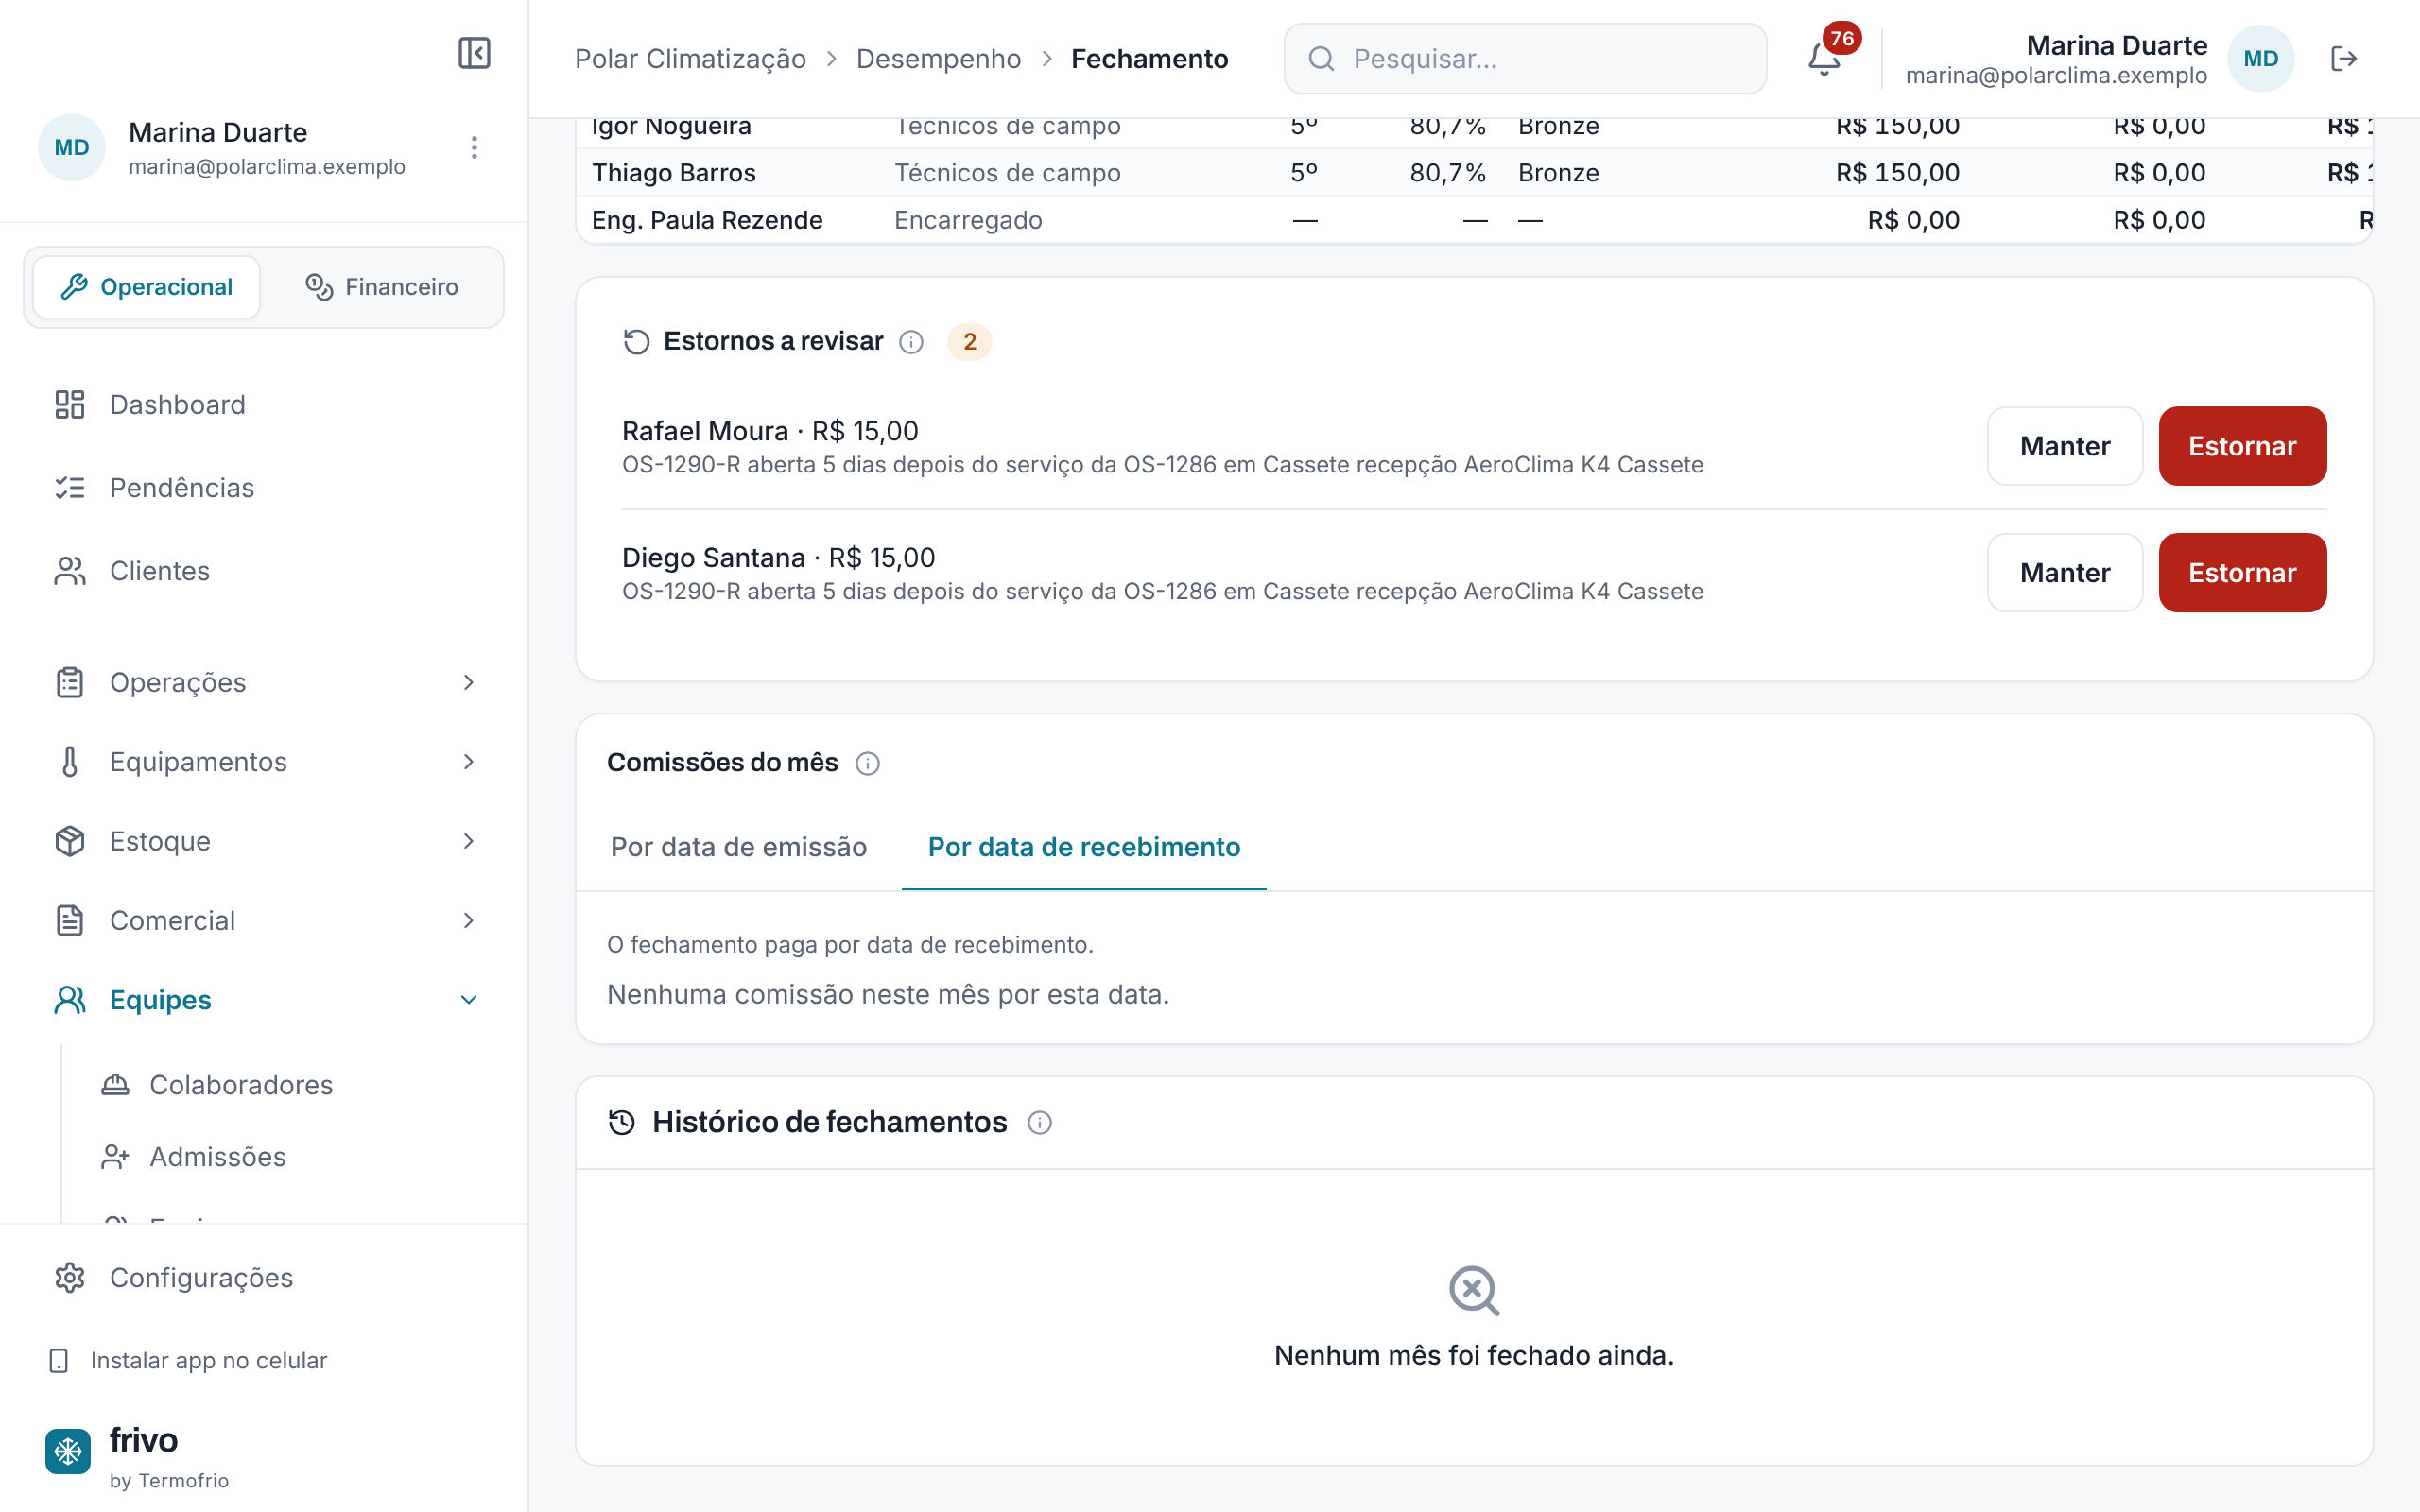 Marina Duarte
marina@polarclima.exemplo
MD
Operacional
Financeiro
Dashboard
Pendências
Clientes
Operações
Equipamentos
Estoque
Comercial
Equipes
Colaboradores
Admissões
Configurações
Instalar app no celular
frivo
by Termofrio
Polar Climatização > Desempenho > Fechamento
Pesquisar...
76
Marina Duarte
marina@polarclima.exemplo
MD
Igor Nogueira Técnicos de campo 5º 80,7% Bronze R$ 150,00 R$ 0,00 R$
Thiago Barros Técnicos de campo 5º 80,7% Bronze R$ 150,00 R$ 0,00 R$
Eng. Paula Rezende Encarregado — — — R$ 0,00 R$ 0,00
Estornos a revisar 2
Rafael Moura · R$ 15,00
OS-1290-R aberta 5 dias depois do serviço da OS-1286 em Cassete recepção AeroClima K4 Cassete
Manter Estornar
Diego Santana · R$ 15,00
OS-1290-R aberta 5 dias depois do serviço da OS-1286 em Cassete recepção AeroClima K4 Cassete
Manter Estornar
Comissões do mês
Por data de emissão Por data de recebimento
O fechamento paga por data de recebimento.
Nenhuma comissão neste mês por esta data.
Histórico de fechamentos
Nenhum mês foi fechado ainda.